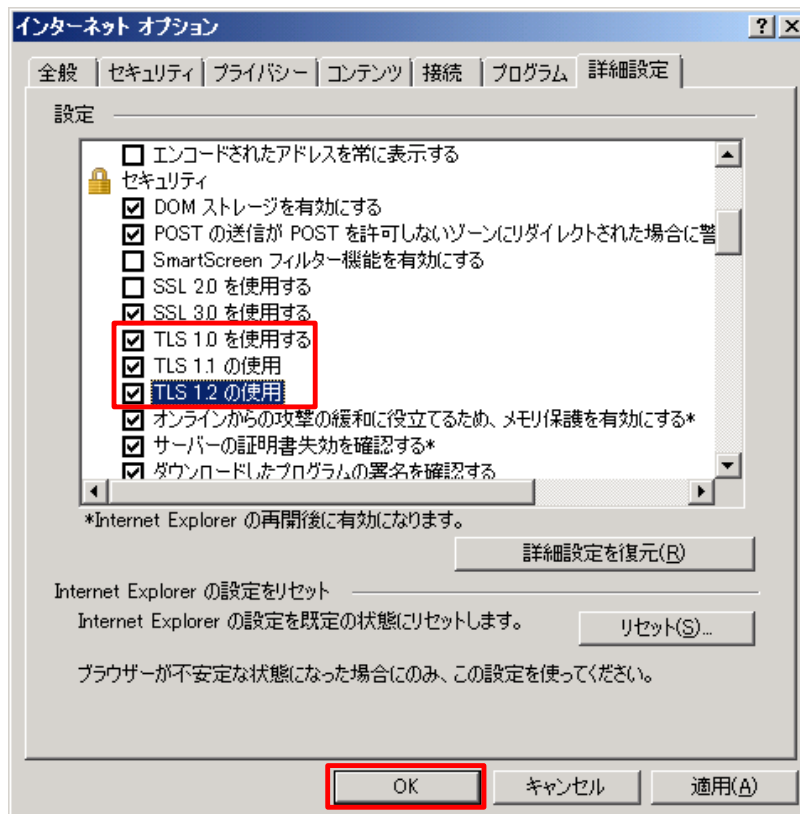 インターネット オプション
全般 セキュリティ プライバシー コンテンツ 接続 プログラム 詳細設定
設定
エンコードされたアドレスを常に表示する
セキュリティ
DOM ストレージを有効にする
POST の送信が POST を許可しないゾーンにリダイレクトされた場合に警
SmartScreen フィルター機能を有効にする
SSL 2.0 を使用する
SSL 3.0 を使用する
TLS 1.0 を使用する
TLS 1.1 の使用
TLS 1.2 の使用
オンラインからの攻撃の緩和に役立てるため、メモリ保護を有効にする*
サーバーの証明書失効を確認する*
ダウンロードしたプログラムの署名を確認する
*Internet Explorer の再開後に有効になります。
詳細設定を復元(R)
Internet Explorer の設定をリセット
Internet Explorer の設定を既定の状態にリセットします。
リセット(S)...
ブラウザーが不安定な状態になった場合にのみ、この設定を使ってください。
OK キャンセル 適用(A)